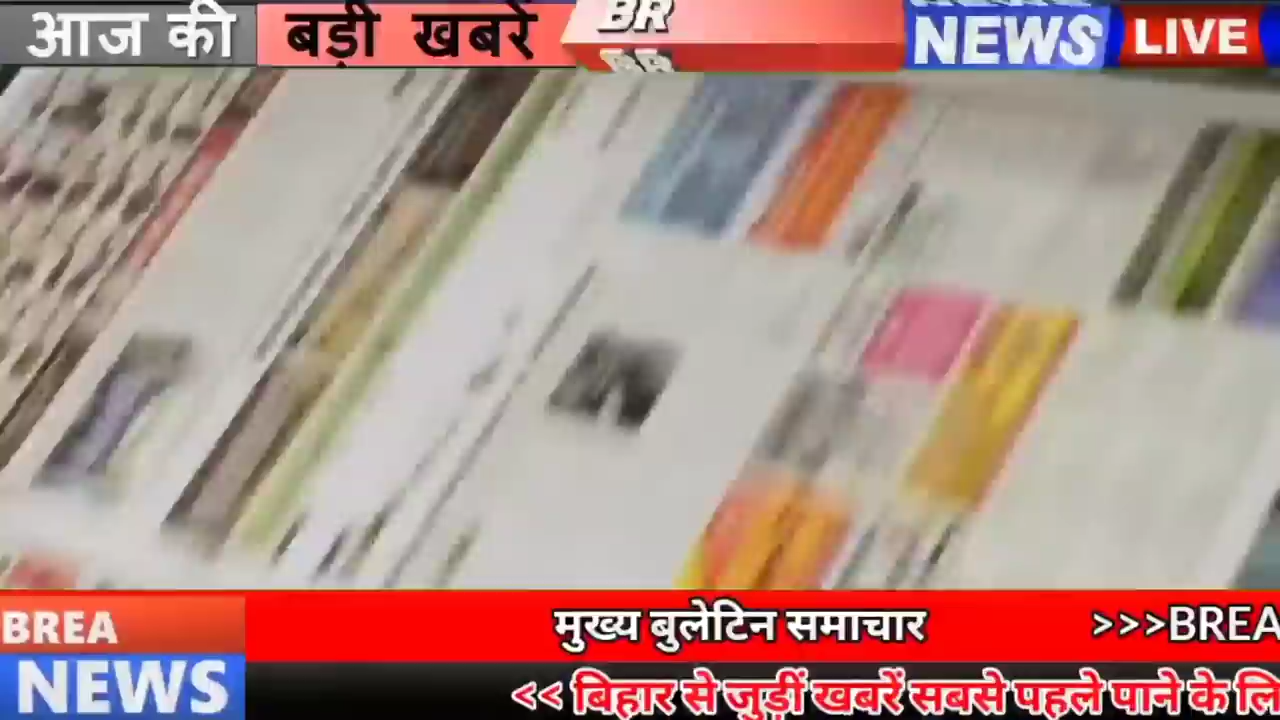 आज की बड़ी खबरें BR NEWS LIVE
मुख्य बुलेटिन समाचार >>>BREA
BREA
NEWS
<< बिहार से जुड़ीं खबरें सबसे पहले पाने के लि